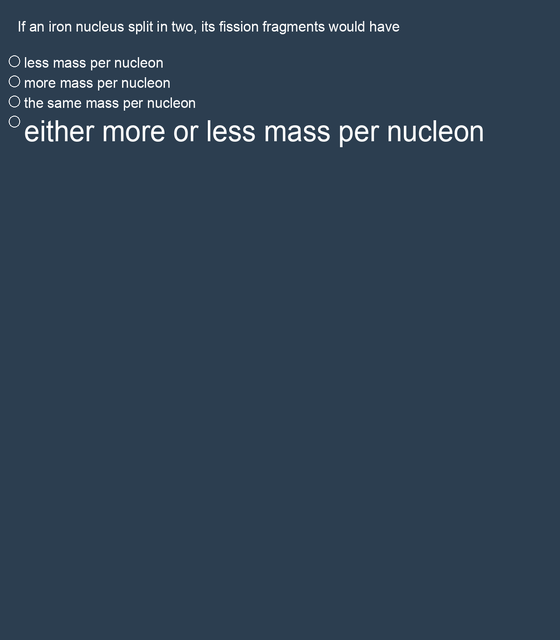 If an iron nucleus split in two, its fission fragments would have
less mass per nucleon
more mass per nucleon
the same mass per nucleon
either more or less mass per nucleon